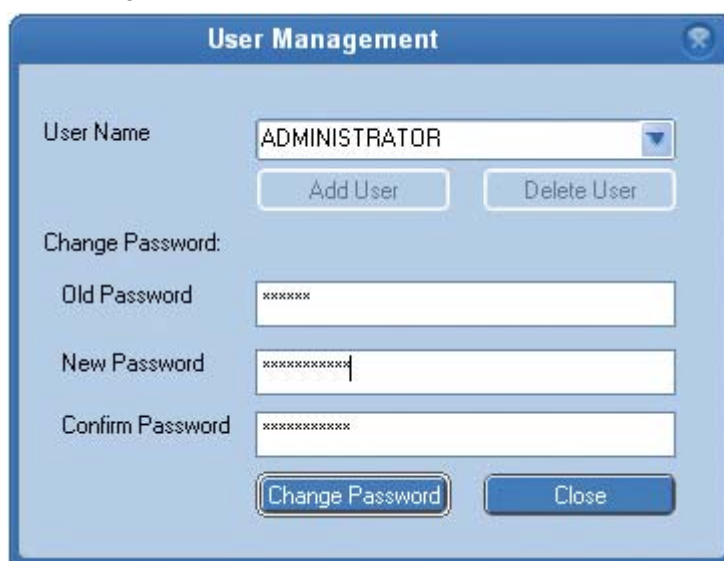 User Management
User Name
ADMINISTRATOR
Add User Delete User
Change Password:
Old Password ××××××
New Password ×××××××××××
Confirm Password ×××××××××××
Change Password Close